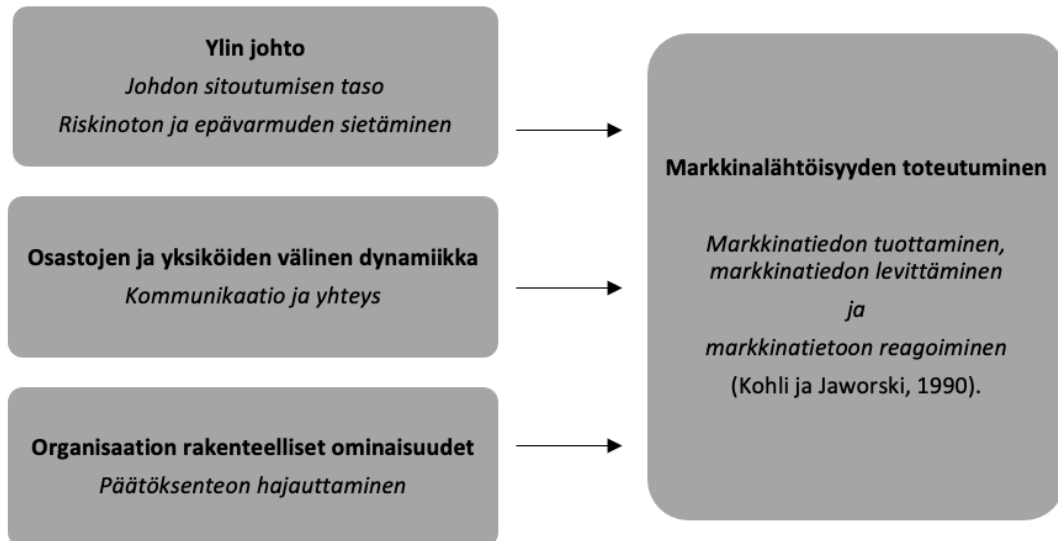 Ylin johto
Johdon sitoutumisen taso
Riskinoton ja epävarmuden sietäminen
Osastojen ja yksiköiden välinen dynamiikka
Kommunikaatio ja yhteys
Organisaation rakenteelliset ominaisuudet
Päätöksenteon hajauttaminen
Markkinalähtöisyyden toteutuminen
Markkinatiedon tuottaminen,
markkinatiedon levittäminen
ja
markkinatietoon reagoiminen
(Kohli ja Jaworski, 1990).